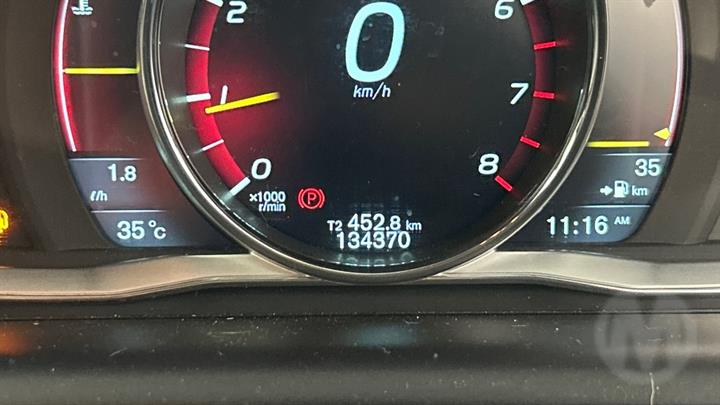 2
6
0
km/h
1
7
1.8
ℓ/h
0
8
35
km
x1000
r/min
P
T2 452.8 km
134370
35 °C
11:16 AM
M